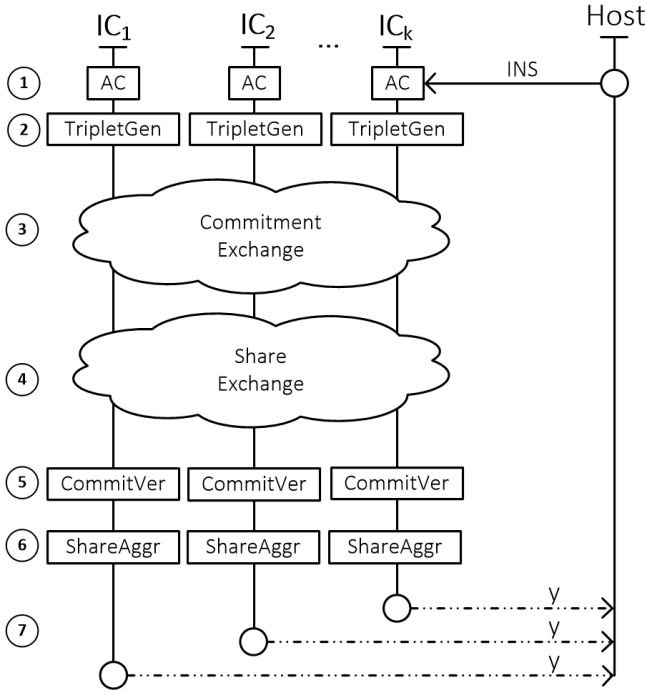 IC1 IC2 ... ICk Host
1 AC AC AC INS
2 TripletGen TripletGen TripletGen
3 Commitment
Exchange
4 Share
Exchange
5 CommitVer CommitVer CommitVer
6 ShareAggr ShareAggr ShareAggr
y
7 y
y